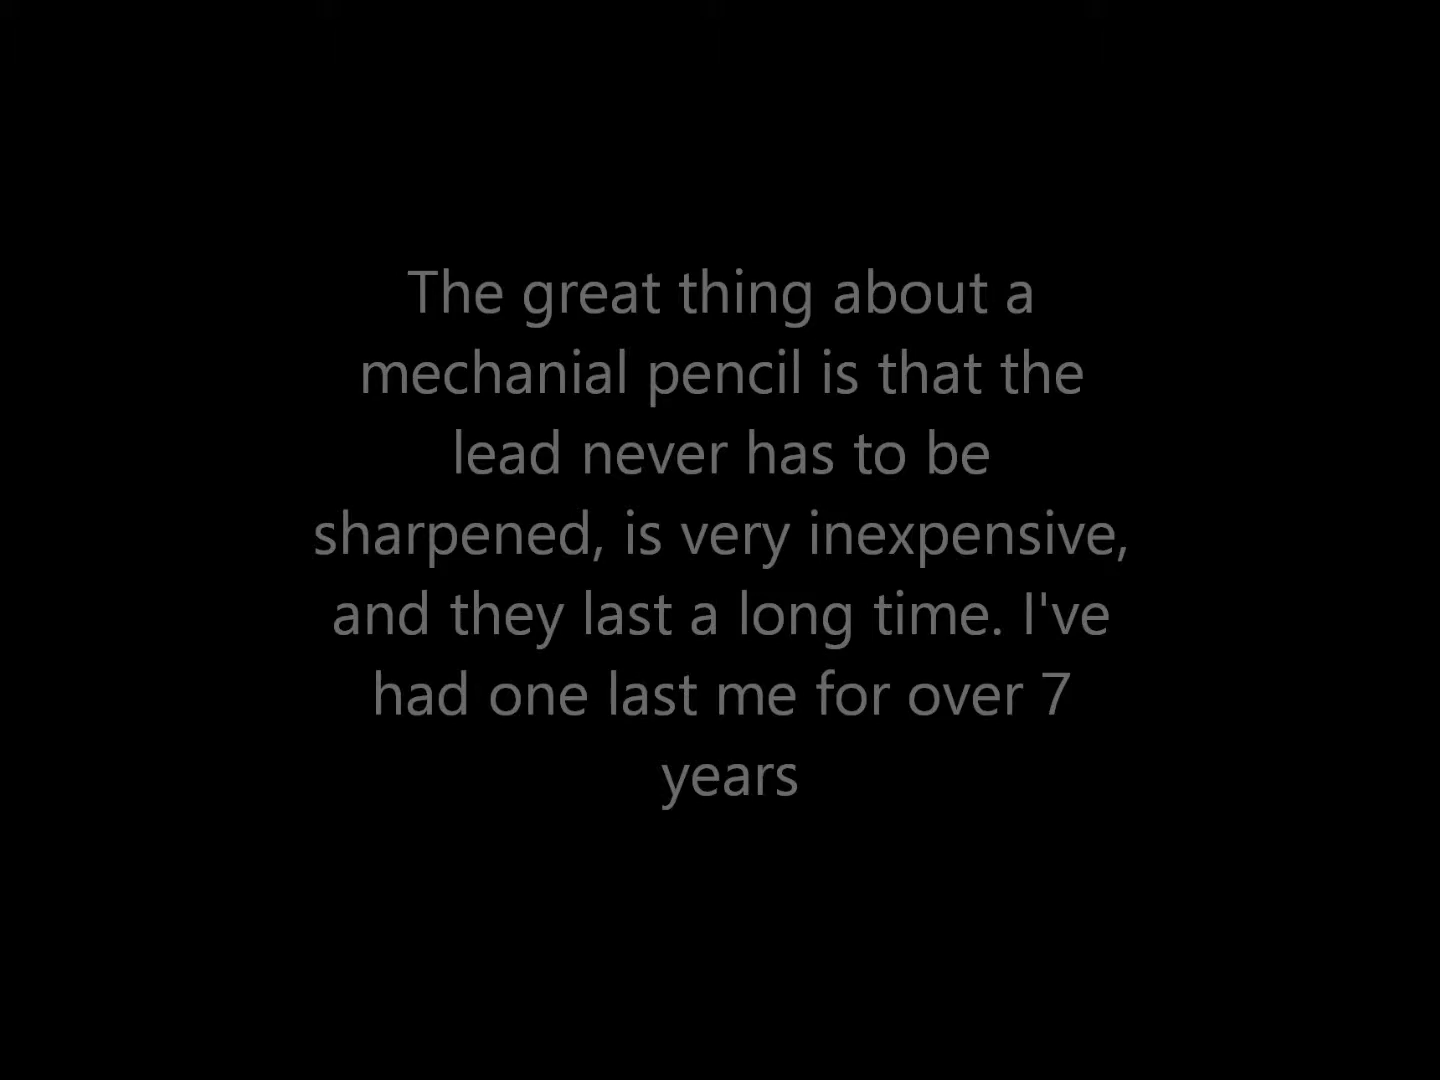 The great thing about a
mechanial pencil is that the
lead never has to be
sharpened, is very inexpensive,
and they last a long time. I've
had one last me for over 7
years